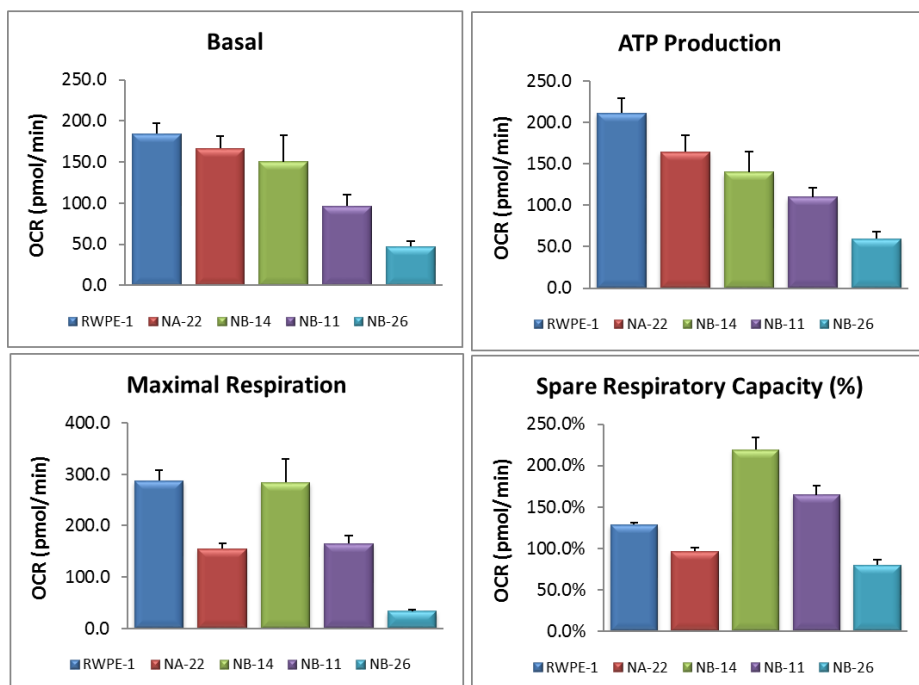 Basal
OCR (pmol/min)
250.0
200.0
150.0
100.0
50.0
0.0
RWPE-1 NA-22 NB-14 NB-11 NB-26
ATP Production
OCR (pmol/min)
250.0
200.0
150.0
100.0
50.0
0.0
RWPE-1 NA-22 NB-14 NB-11 NB-26
Maximal Respiration
OCR (pmol/min)
400.0
300.0
200.0
100.0
0.0
RWPE-1 NA-22 NB-14 NB-11 NB-26
Spare Respiratory Capacity (%)
OCR (pmol/min)
250.0%
200.0%
150.0%
100.0%
50.0%
0.0%
RWPE-1 NA-22 NB-14 NB-11 NB-26